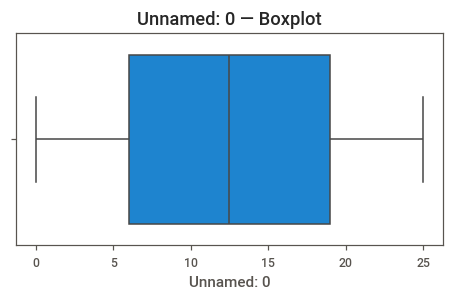 Unnamed: 0 — Boxplot
0 5 10 15 20 25
Unnamed: 0